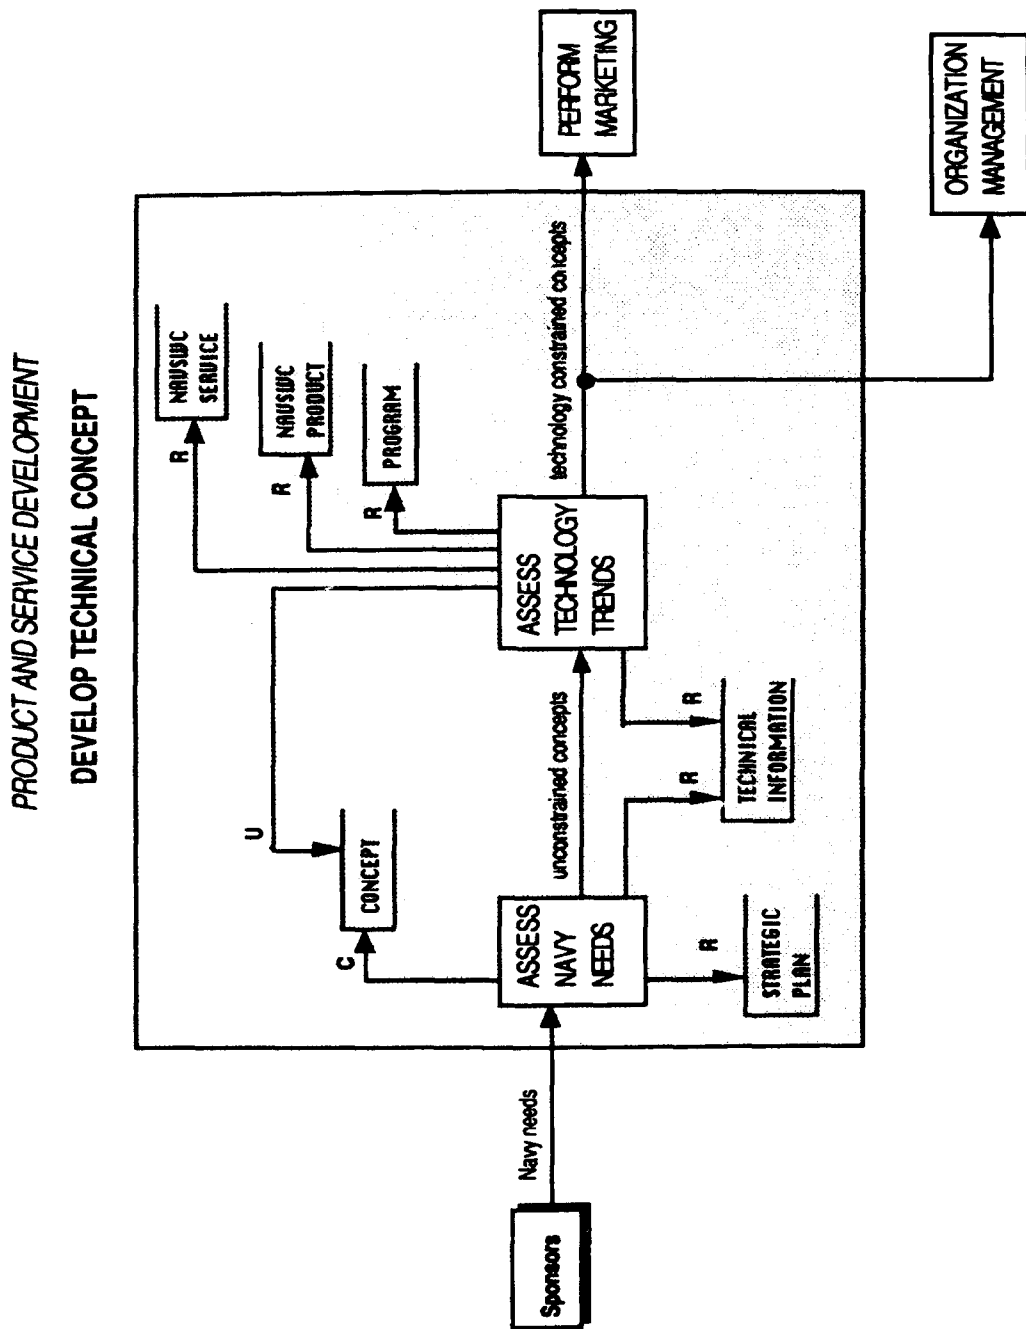 PRODUCT AND SERVICE DEVELOPMENT
DEVELOP TECHNICAL CONCEPT
NAVSWC
SERVICE
R
NAVSWC
PRODUCT
R
PROGRAM
R
U
CONCEPT
C
Sponsors
Navy needs
ASSESS
NAVY
NEEDS
unconstrained concepts
ASSESS
TECHNOLOGY
TRENDS
technology constrained concepts
PERFORM
MARKETING
R
STRATEGIC
PLAN
R
R
TECHNICAL
INFORMATION
ORGANIZATION
MANAGEMENT